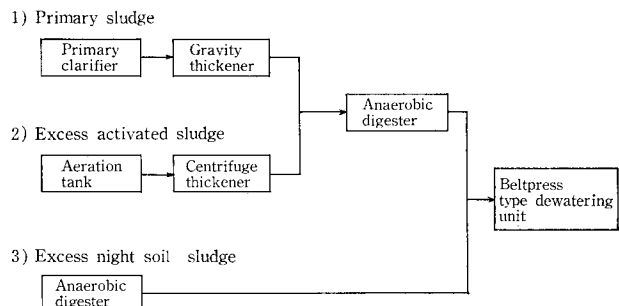 1) Primary sludge
Primary
clarifier
Gravity
thickener
Anaerobic
digester
2) Excess activated sludge
Aeration
tank
Centrifuge
thickener
Beltpress
type dewatering
unit
3) Excess night soil sludge
Anaerobic
digester